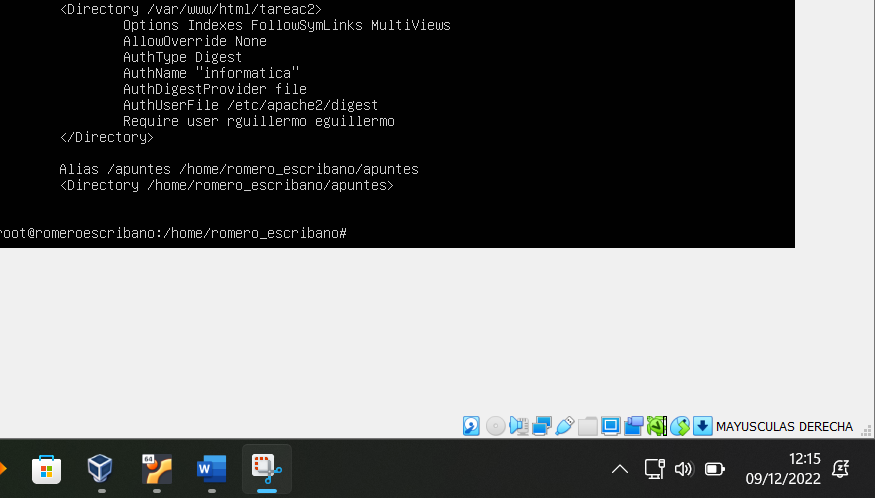 <Directory /var/www/html/tareac2>
Options Indexes FollowSymLinks MultiViews
AllowOverride None
AuthType Digest
AuthName "informatica"
AuthDigestProvider file
AuthUserFile /etc/apache2/digest
Require user rguillermo eguillermo
</Directory>
Alias /apuntes /home/romero_escribano/apuntes
<Directory /home/romero_escribano/apuntes>
root@romeroescribano:/home/romero_escribano#
MAYUSCULAS DERECHA
64
W
12:15
09/12/2022